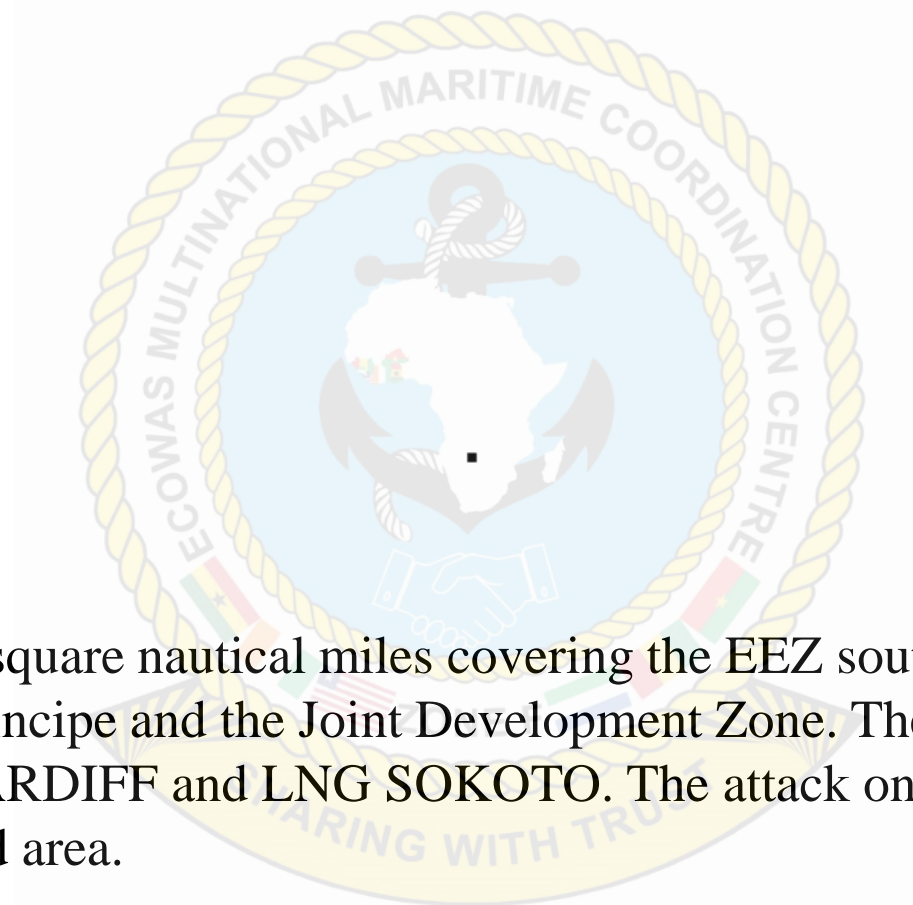 ECOWAS MULTINATIONAL MARITIME COORDINATION CENTRE
square nautical miles covering the EEZ sout
ncipe and the Joint Development Zone. The
RDIFF and LNG SOKOTO. The attack on
area.
SHARING WITH TRUST